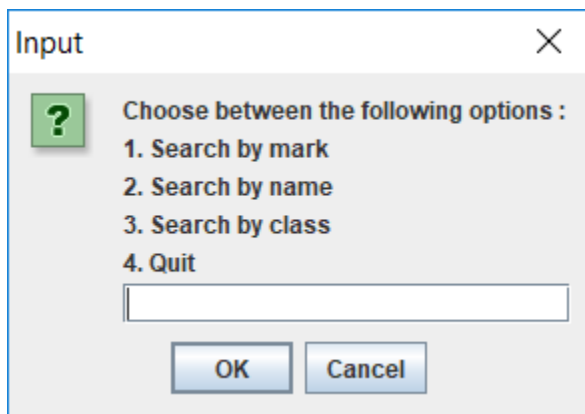 Input
Choose between the following options :
1. Search by mark
2. Search by name
3. Search by class
4. Quit
OK
Cancel